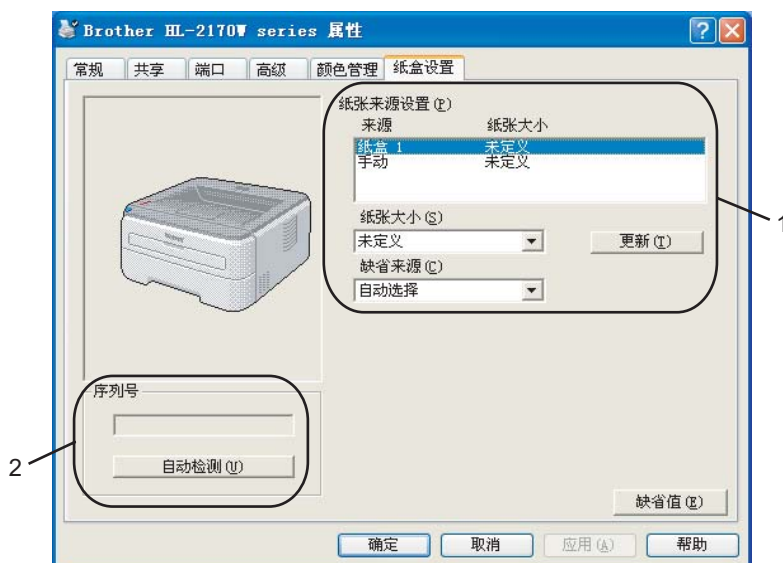 Brother HL-2170W series 属性
常规 共享 端口 高级 颜色管理 纸盒设置
纸张来源设置(P)
来源 纸张大小
纸盒 1 未定义
手动 未定义
纸张大小(S)
未定义 更新(T)
缺省来源(C)
自动选择
1
序列号
自动检测(U)
2
缺省值(E)
确定 取消 应用(A) 帮助